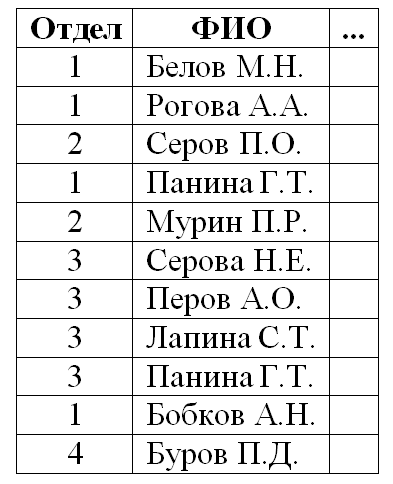 Отдел ФИО ...
1 Белов М.Н.
1 Рогова А.А.
2 Серов П.О.
1 Панина Г.Т.
2 Мурин П.Р.
3 Серова Н.Е.
3 Перов А.О.
3 Лапина С.Т.
3 Панина Г.Т.
1 Бобков А.Н.
4 Буров П.Д.